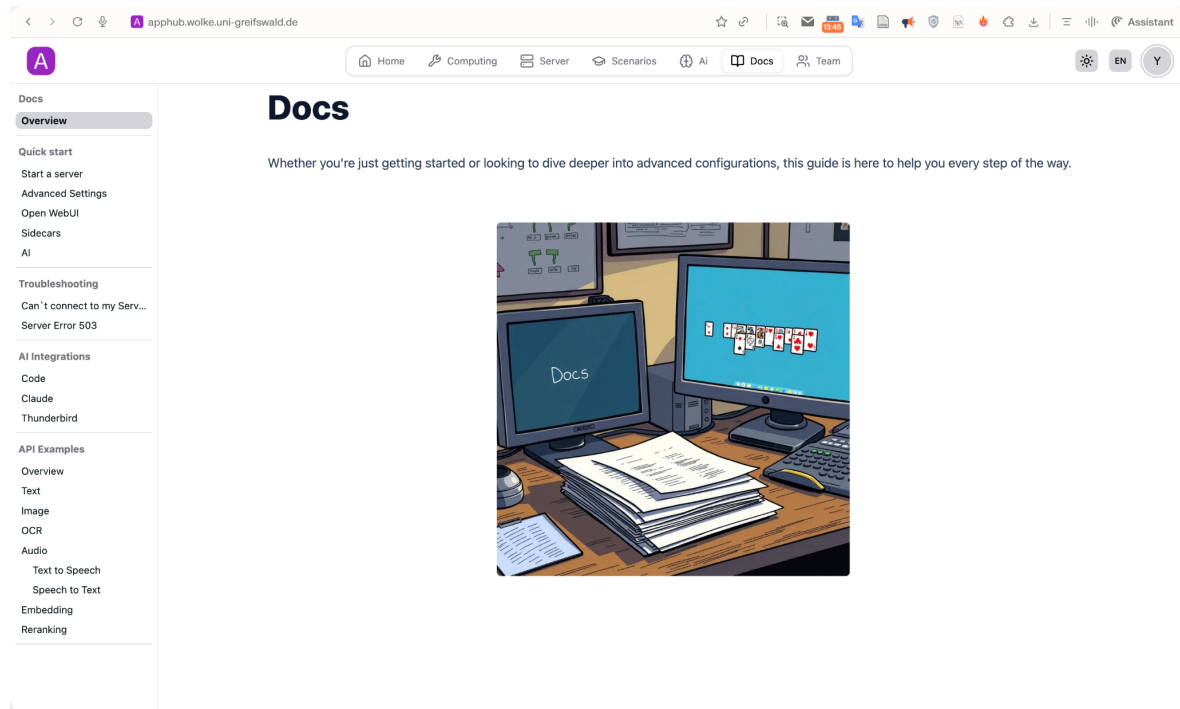 apphub.wolke.uni-greifswald.de
13:45
Assistant
A
Home
Computing
Server
Scenarios
Ai
Docs
Team
EN
Y
Docs
Overview
Quick start
Start a server
Advanced Settings
Open WebUI
Sidecars
AI
Troubleshooting
Can`t connect to my Serv...
Server Error 503
AI Integrations
Code
Claude
Thunderbird
API Examples
Overview
Text
Image
OCR
Audio
Text to Speech
Speech to Text
Embedding
Reranking
Docs
Whether you're just getting started or looking to dive deeper into advanced configurations, this guide is here to help you every step of the way.
Docs